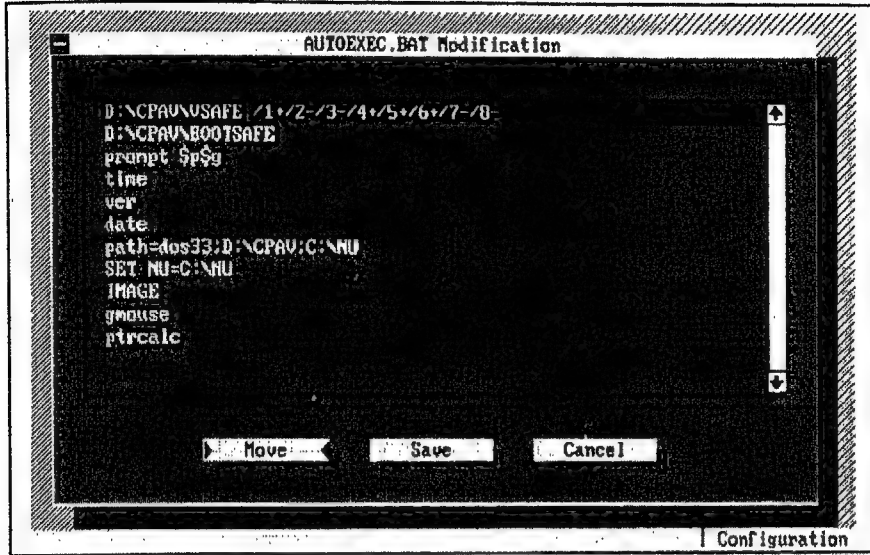 AUTOEXEC.BAT Modification
D:\CPAV\VSAFE /1+/2-/3-/4+/5+/6+/7-/8-
D:\CPAV\BOOTSAFE
prompt $p$g
time
ver
date
path=dos33;D:\CPAV;C:\NU
SET NU=C:\NU
IMAGE
gmouse
ptrcalc
Move Save Cancel
Configuration